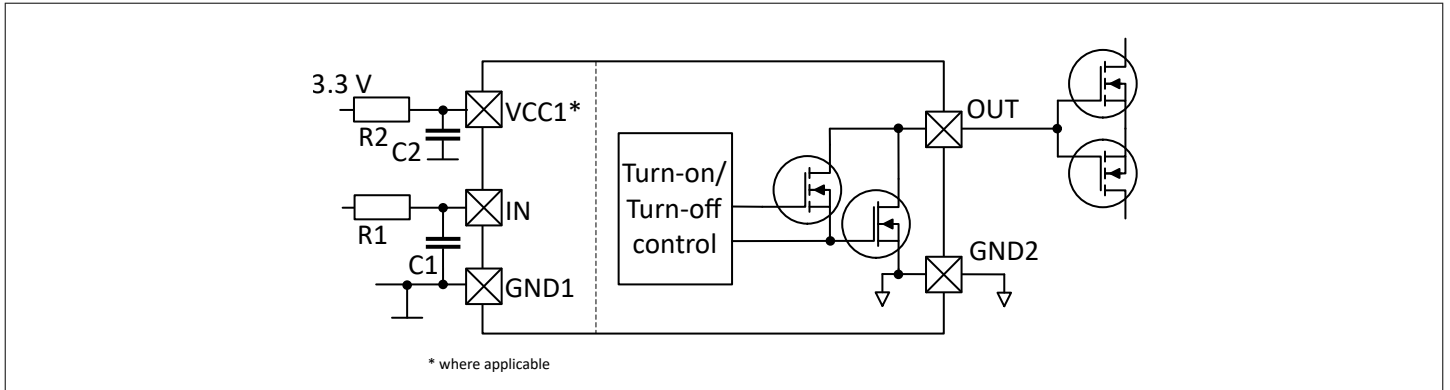 3.3 V
VCC1*
R2
C2
IN
R1
C1
GND1
Turn-on/
Turn-off
control
OUT
GND2
* where applicable